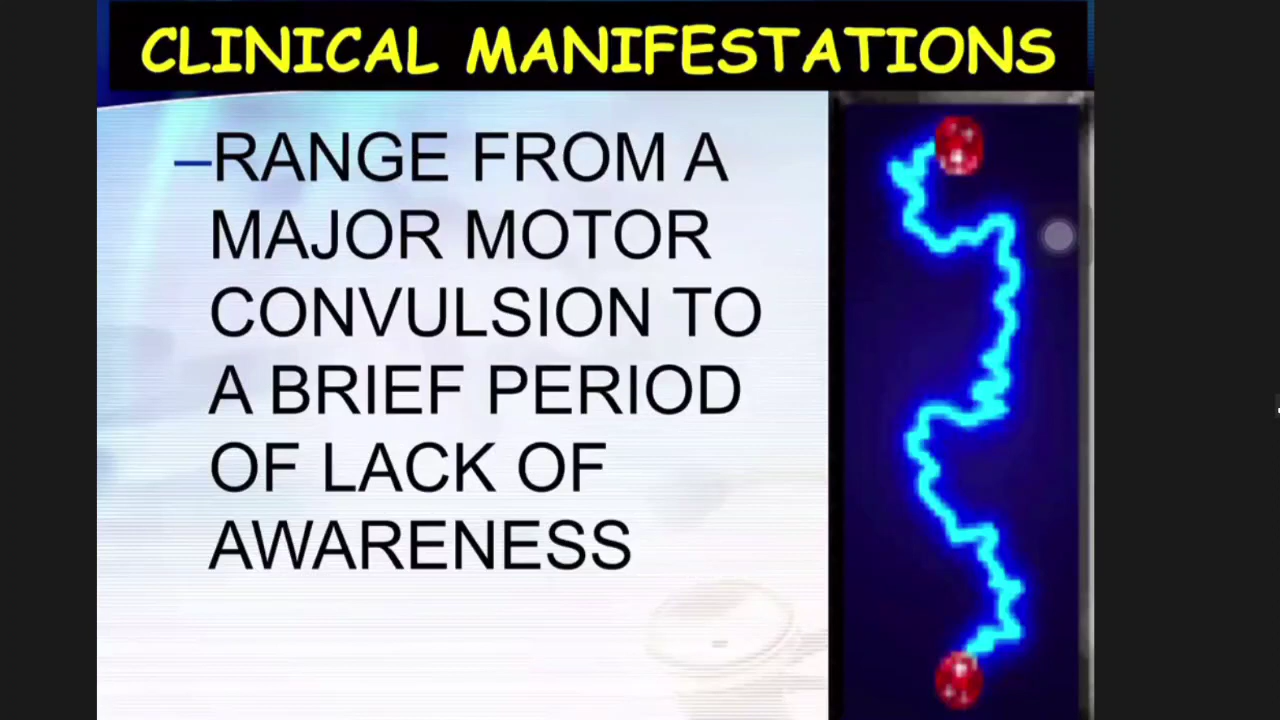 CLINICAL MANIFESTATIONS
–RANGE FROM A
MAJOR MOTOR
CONVULSION TO
A BRIEF PERIOD
OF LACK OF
AWARENESS